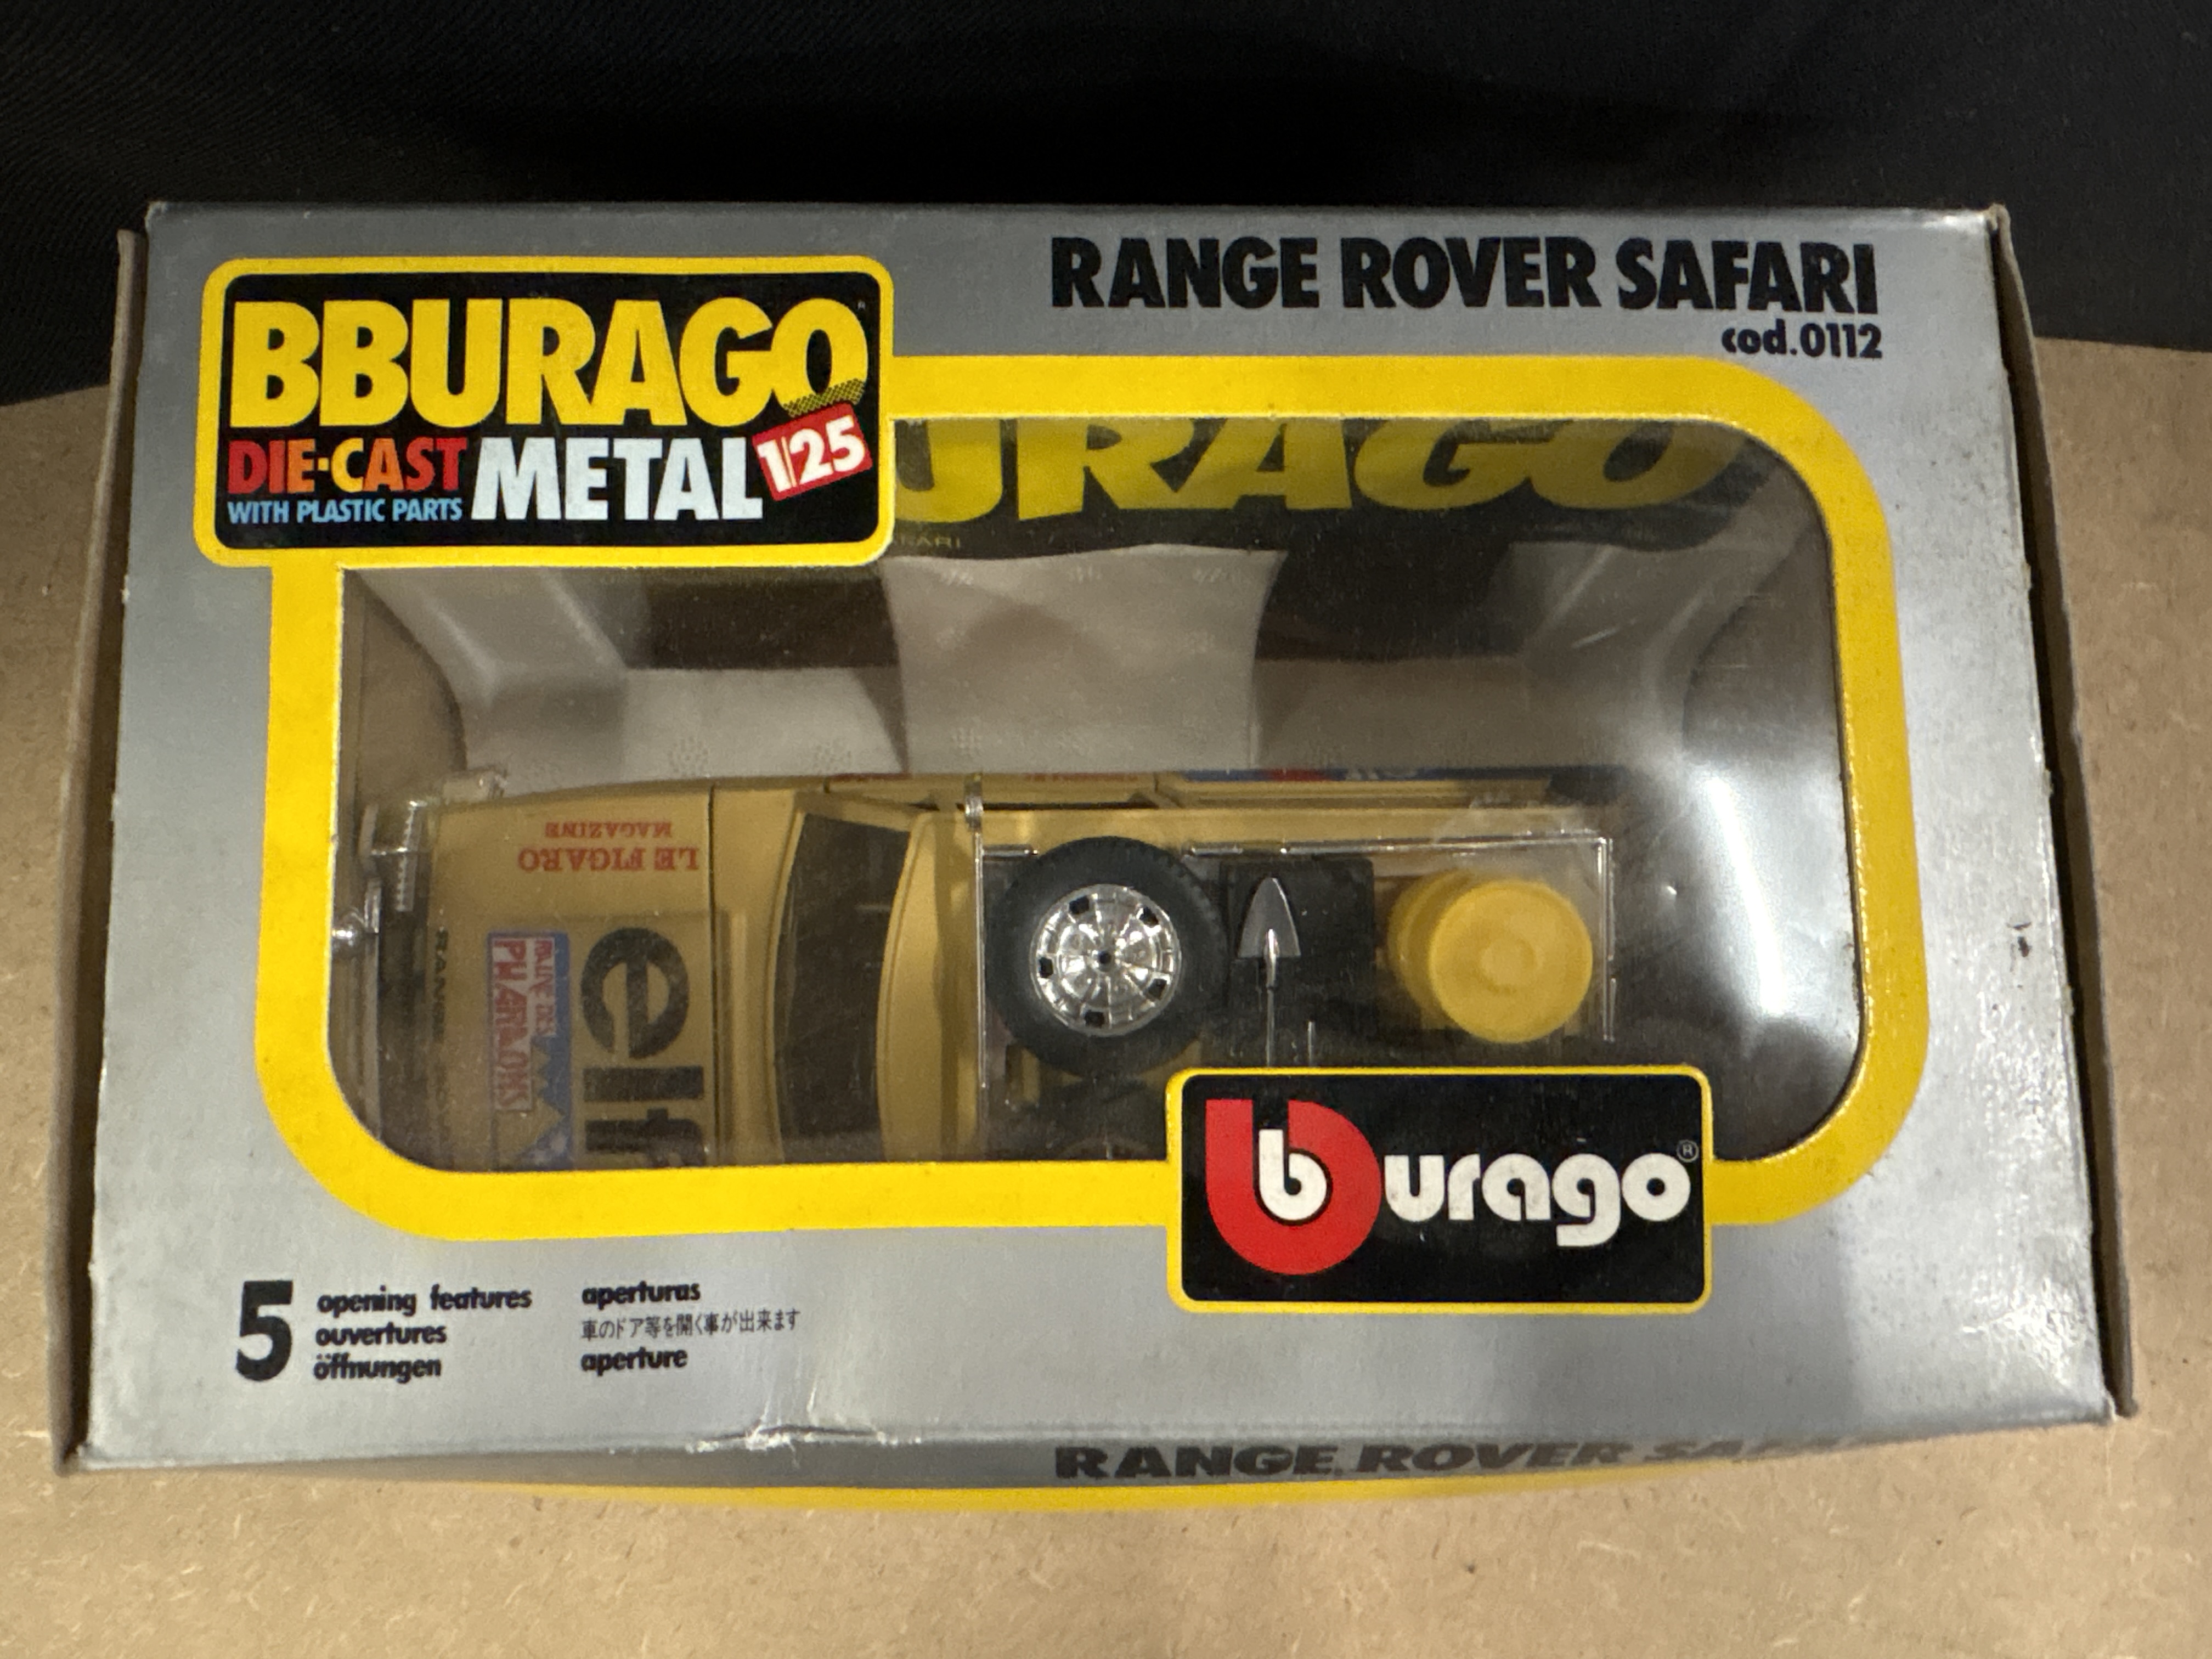 RANGE ROVER SAFARI
cod.0112
BBURAGO
DIE-CAST METAL 1/25
WITH PLASTIC PARTS
URAGO
LE FIGARO
MAGAZINE
elf
RALLYE DES
PHARAONS
burago®
5
opening features
ouvertures
öffnungen
aperturas
車のドア等を開く事が出来ます
aperture
RANGE ROVER